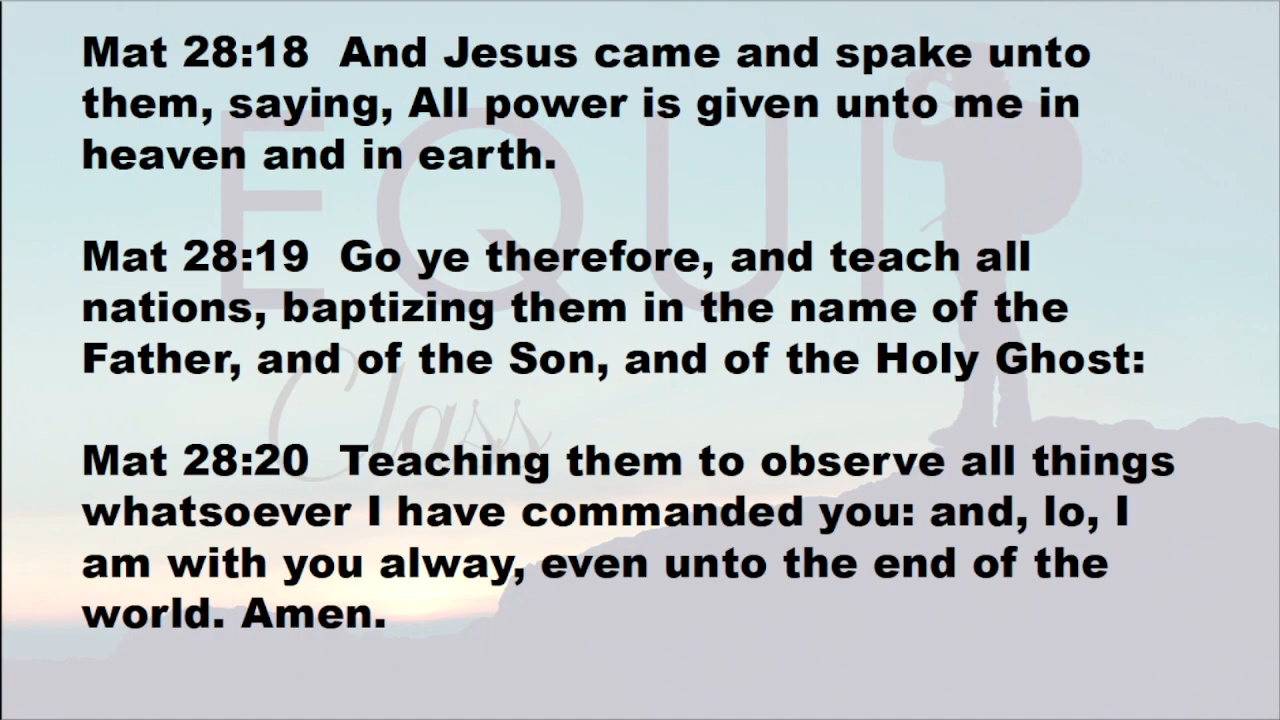 Mat 28:18  And Jesus came and spake unto
them, saying, All power is given unto me in
heaven and in earth.
Mat 28:19  Go ye therefore, and teach all
nations, baptizing them in the name of the
Father, and of the Son, and of the Holy Ghost:
Mat 28:20  Teaching them to observe all things
whatsoever I have commanded you: and, lo, I
am with you alway, even unto the end of the
world. Amen.
EQUIP
Class